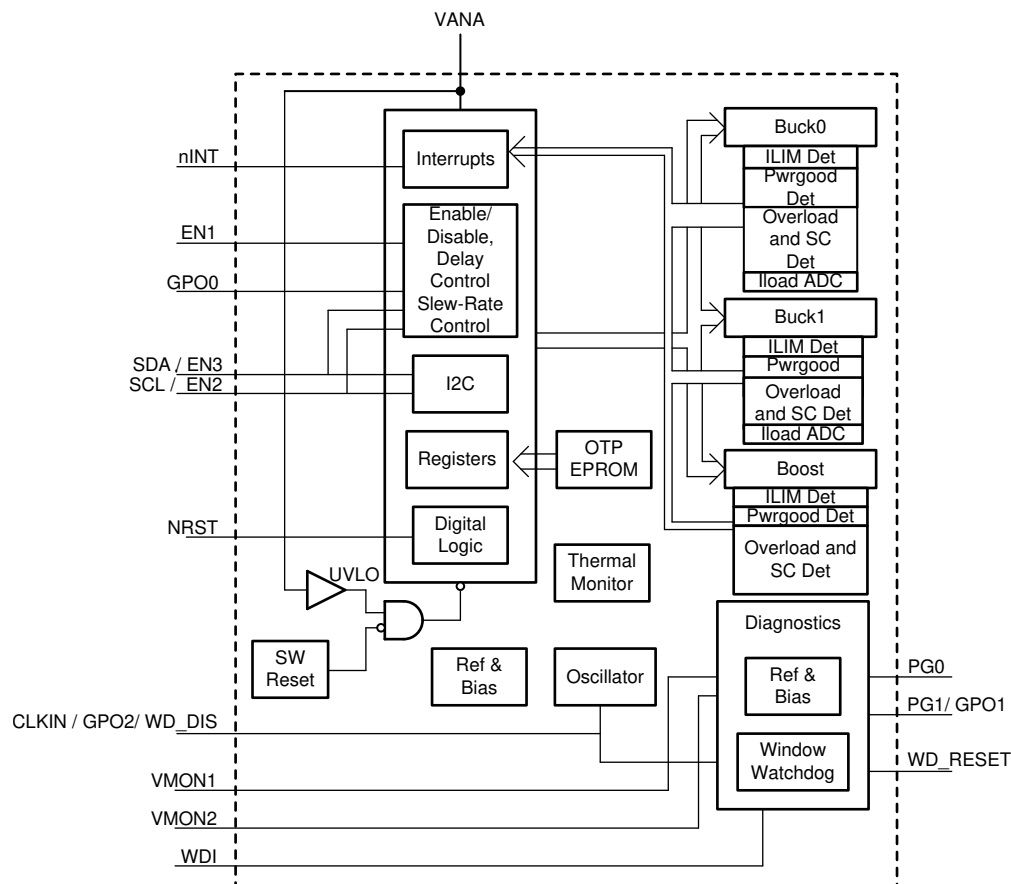 VANA
nINT
EN1
GPO0
SDA / EN3
SCL / EN2
NRST
CLKIN / GPO2/ WD_DIS
VMON1
VMON2
WDI
Interrupts
Enable/
Disable,
Delay
Control
Slew-Rate
Control
I2C
Registers
Digital
Logic
OTP
EPROM
UVLO
SW
Reset
Thermal
Monitor
Ref &
Bias
Oscillator
Buck0
ILIM Det
Pwrgood
Det
Overload
and SC
Det
Iload ADC
Buck1
ILIM Det
Pwrgood
Overload
and SC Det
Iload ADC
Boost
ILIM Det
Pwrgood Det
Overload and
SC Det
Diagnostics
Ref &
Bias
Window
Watchdog
PG0
PG1/ GPO1
WD_RESET